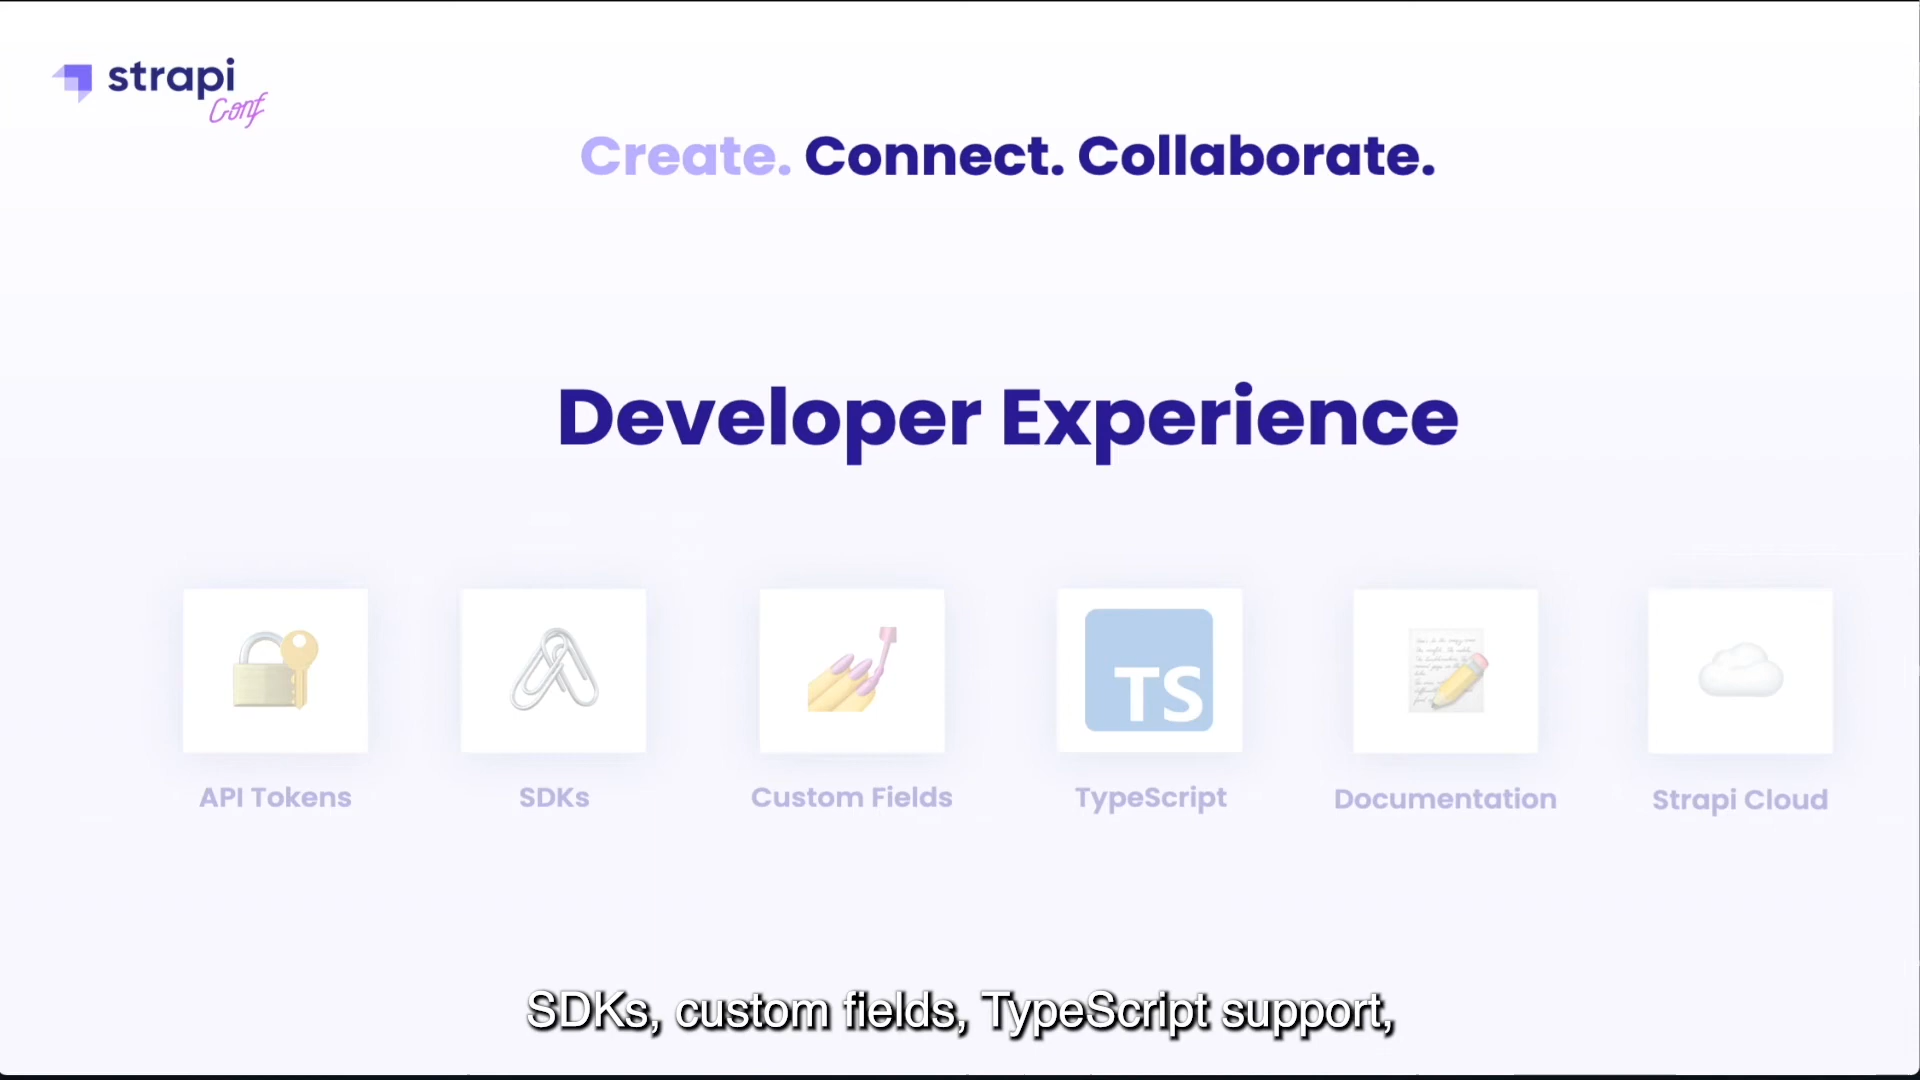 strapi
Conf
Create. Connect. Collaborate.
Developer Experience
TS
API Tokens
SDKs
Custom Fields
TypeScript
Documentation
Strapi Cloud
SDKs, custom fields, TypeScript support,